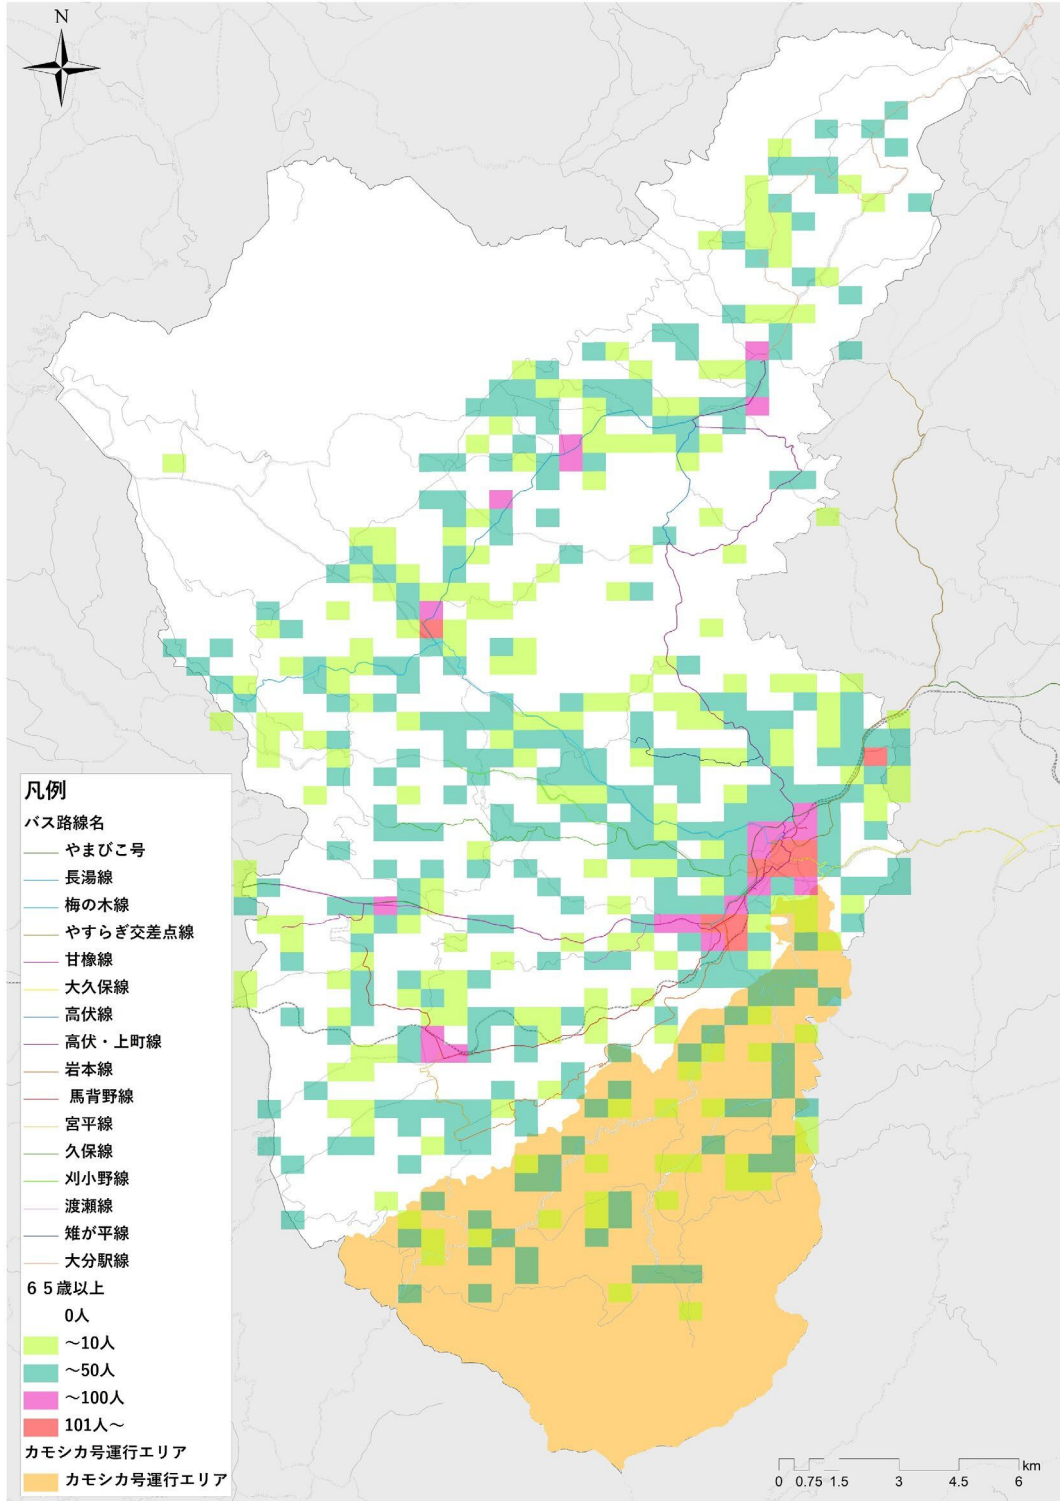 N
凡例
バス路線名
やまびこ号
長湯線
梅の木線
やすらぎ交差点線
甘橡線
大久保線
高伏線
高伏・上町線
岩本線
馬背野線
宮平線
久保線
刈小野線
渡瀬線
雉が平線
大分駅線
６５歳以上
0人
～10人
～50人
～100人
101人～
カモシカ号運行エリア
カモシカ号運行エリア
km
0 0.75 1.5 3 4.5 6